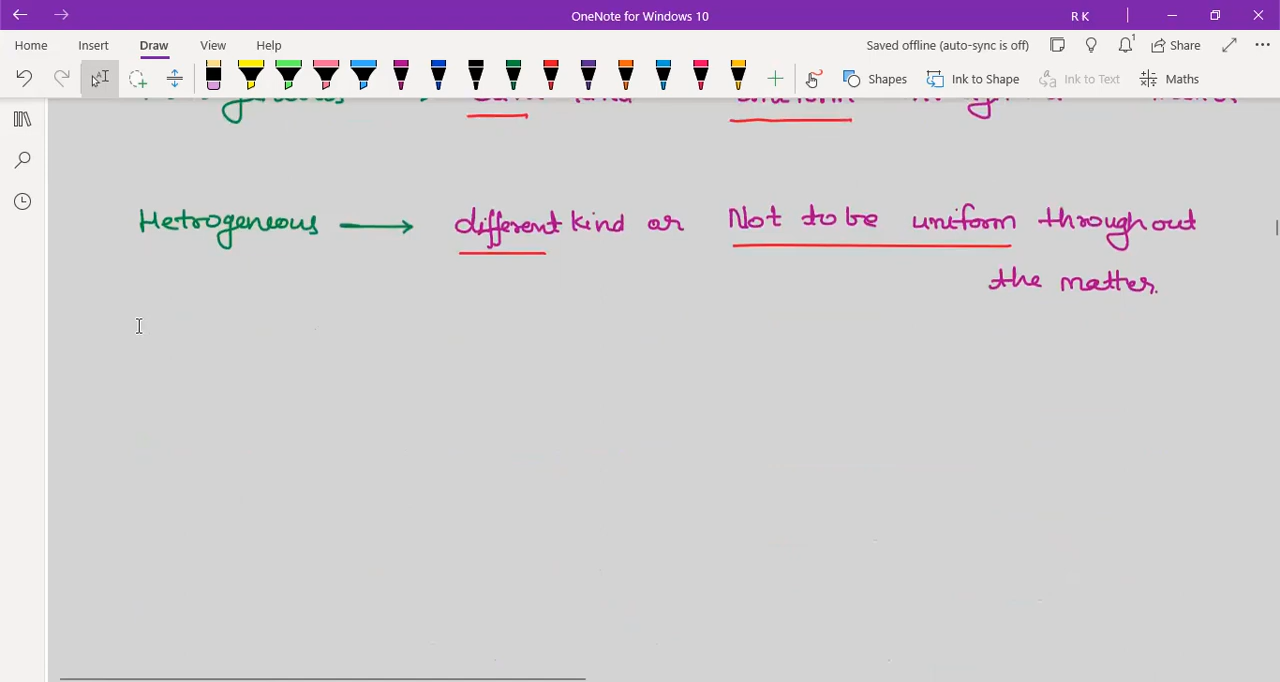 OneNote for Windows 10
R K
Home Insert Draw View Help
Saved offline (auto-sync is off)
1
Share
Shapes
Ink to Shape
Ink to Text
Maths
Hetrogeneous → different kind or Not to be uniform throughout
the matter.